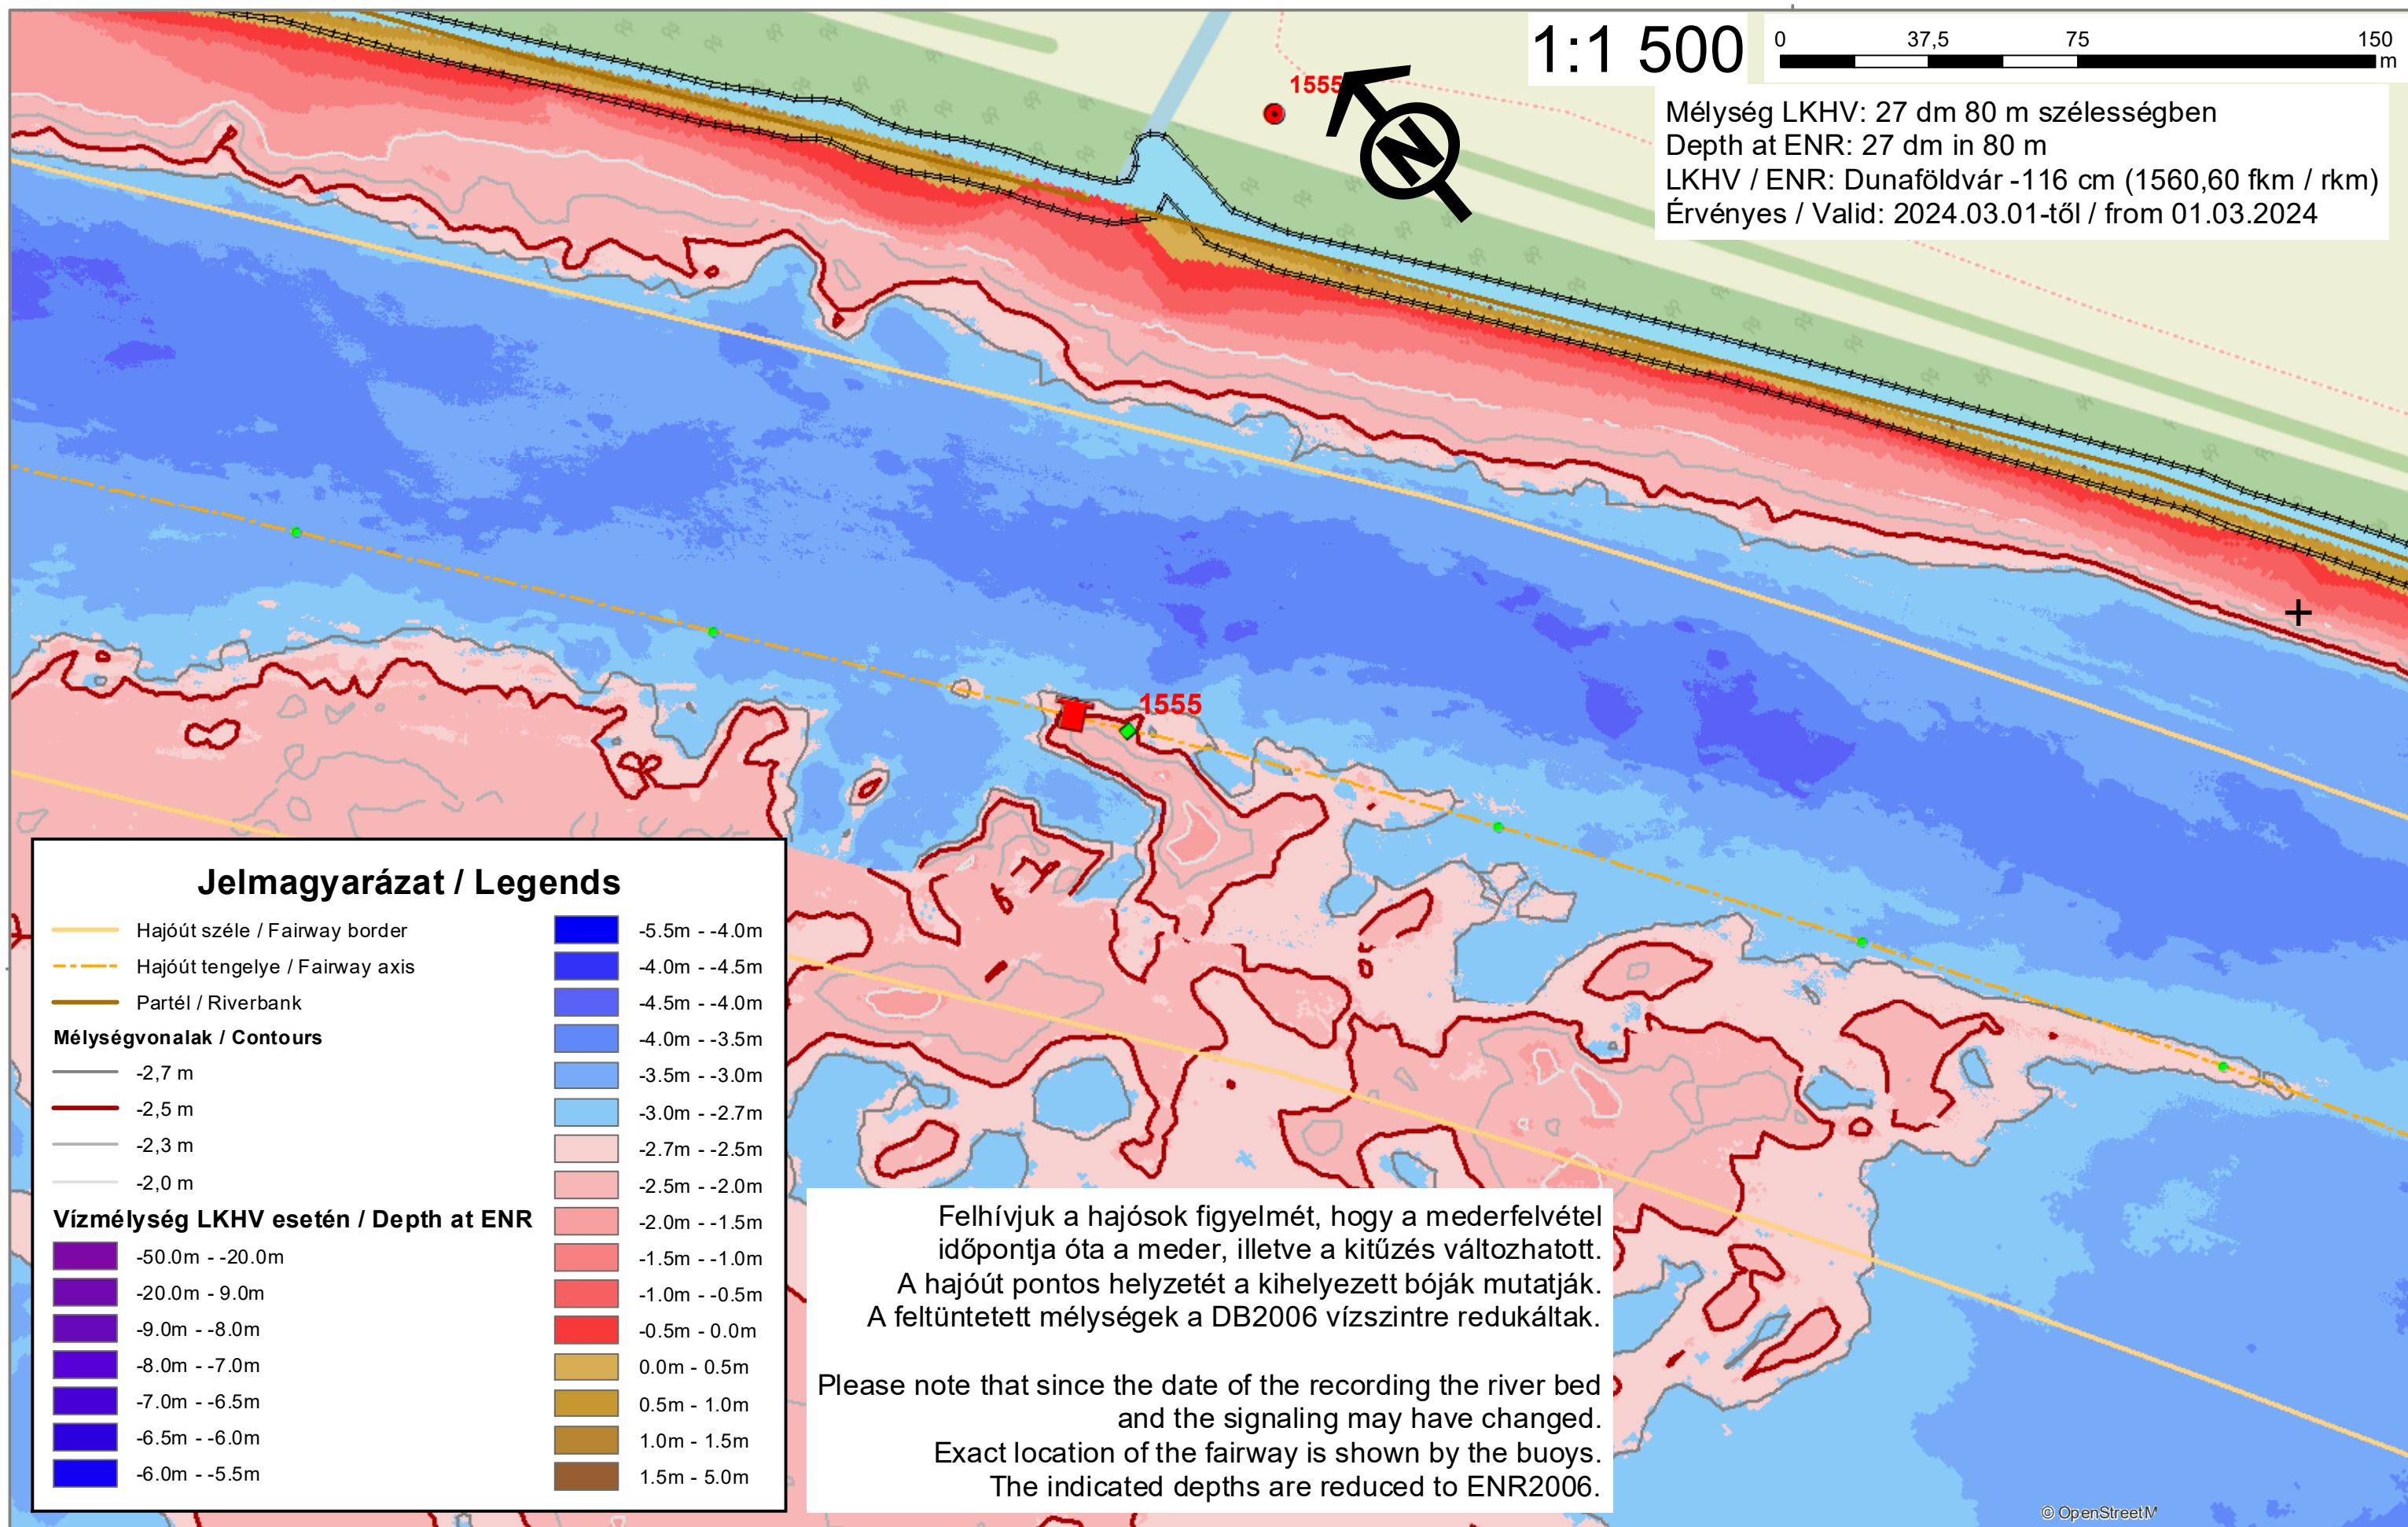 1:1 500
0 37,5 75 150
m
1555
N
Mélység LKHV: 27 dm 80 m szélességben
Depth at ENR: 27 dm in 80 m
LKHV / ENR: Dunaföldvár -116 cm (1560,60 fkm / rkm)
Érvényes / Valid: 2024.03.01-től / from 01.03.2024
1555
Jelmagyarázat / Legends
Hajóút széle / Fairway border
Hajóút tengelye / Fairway axis
Partél / Riverbank
Mélységvonalak / Contours
-2,7 m
-2,5 m
-2,3 m
-2,0 m
Vízmélység LKHV esetén / Depth at ENR
-50.0m - -20.0m
-20.0m - 9.0m
-9.0m - -8.0m
-8.0m - -7.0m
-7.0m - -6.5m
-6.5m - -6.0m
-6.0m - -5.5m
-5.5m - -4.0m
-4.0m - -4.5m
-4.5m - -4.0m
-4.0m - -3.5m
-3.5m - -3.0m
-3.0m - -2.7m
-2.7m - -2.5m
-2.5m - -2.0m
-2.0m - -1.5m
-1.5m - -1.0m
-1.0m - -0.5m
-0.5m - 0.0m
0.0m - 0.5m
0.5m - 1.0m
1.0m - 1.5m
1.5m - 5.0m
Felhívjuk a hajósok figyelmét, hogy a mederfelvétel
időpontja óta a meder, illetve a kitűzés változhatott.
A hajóút pontos helyzetét a kihelyezett bóják mutatják.
A feltüntetett mélységek a DB2006 vízszintre redukáltak.
Please note that since the date of the recording the river bed
and the signaling may have changed.
Exact location of the fairway is shown by the buoys.
The indicated depths are reduced to ENR2006.
© OpenStreetM